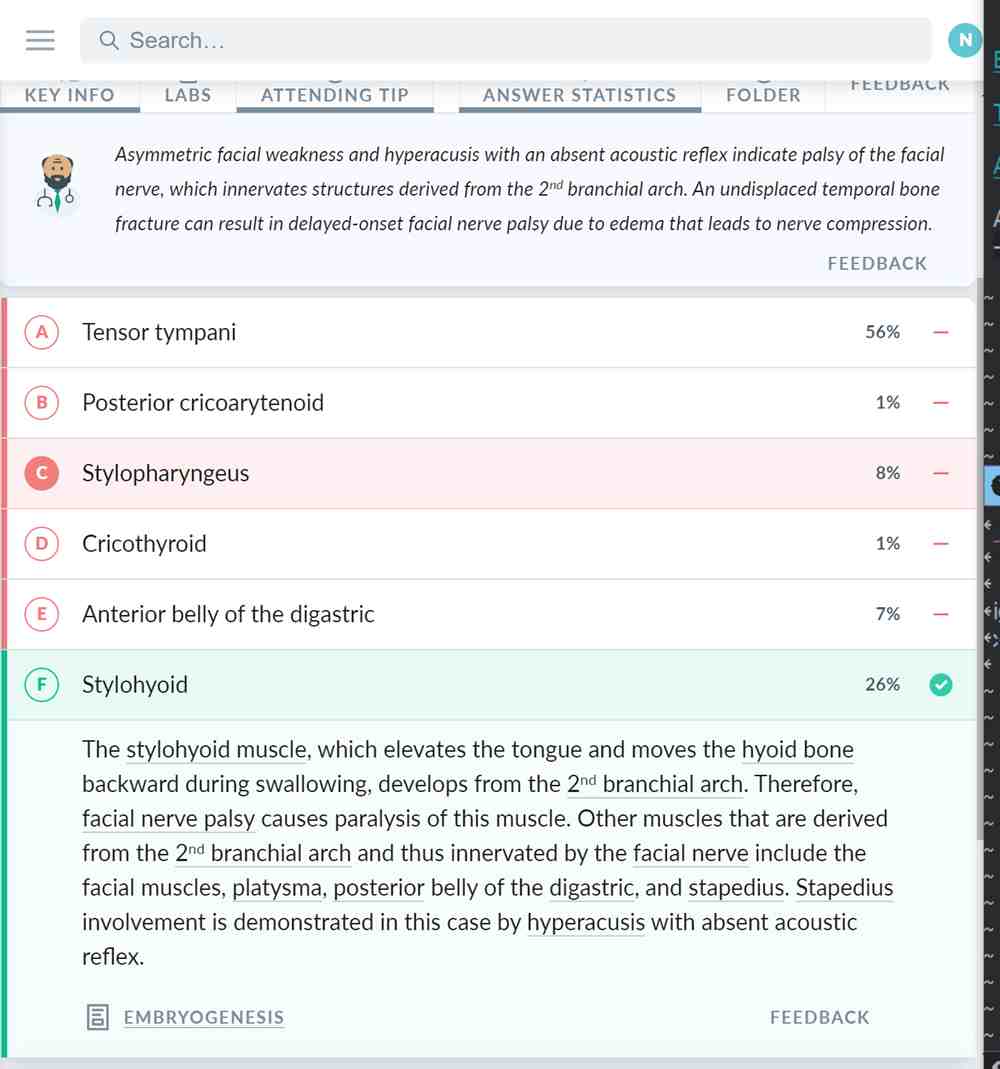 Search…
N
KEY INFO
LABS
ATTENDING TIP
ANSWER STATISTICS
FOLDER
FEEDBACK
Asymmetric facial weakness and hyperacusis with an absent acoustic reflex indicate palsy of the facial
nerve, which innervates structures derived from the 2nd branchial arch. An undisplaced temporal bone
fracture can result in delayed-onset facial nerve palsy due to edema that leads to nerve compression.
FEEDBACK
A Tensor tympani 56% –
B Posterior cricoarytenoid 1% –
C Stylopharyngeus 8% –
D Cricothyroid 1% –
E Anterior belly of the digastric 7% –
F Stylohyoid 26%
The stylohyoid muscle, which elevates the tongue and moves the hyoid bone
backward during swallowing, develops from the 2nd branchial arch. Therefore,
facial nerve palsy causes paralysis of this muscle. Other muscles that are derived
from the 2nd branchial arch and thus innervated by the facial nerve include the
facial muscles, platysma, posterior belly of the digastric, and stapedius. Stapedius
involvement is demonstrated in this case by hyperacusis with absent acoustic
reflex.
EMBRYOGENESIS
FEEDBACK